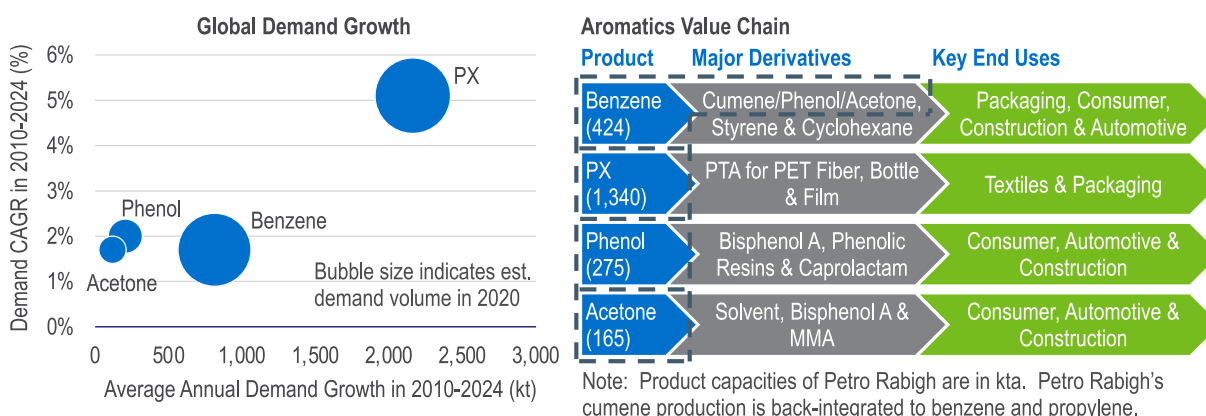 Global Demand Growth
Demand CAGR in 2010-2024 (%)
6%
5%
4%
3%
2%
1%
0%
PX
Phenol
Benzene
Acetone
Bubble size indicates est.
demand volume in 2020
0 500 1,000 1,500 2,000 2,500 3,000
Average Annual Demand Growth in 2010-2024 (kt)
Aromatics Value Chain
Product Major Derivatives Key End Uses
Benzene
(424)
Cumene/Phenol/Acetone,
Styrene & Cyclohexane
Packaging, Consumer,
Construction & Automotive
PX
(1,340)
PTA for PET Fiber, Bottle
& Film
Textiles & Packaging
Phenol
(275)
Bisphenol A, Phenolic
Resins & Caprolactam
Consumer, Automotive &
Construction
Acetone
(165)
Solvent, Bisphenol A &
MMA
Consumer, Automotive &
Construction
Note: Product capacities of Petro Rabigh are in kta. Petro Rabigh's
cumene production is back-integrated to benzene and propylene.